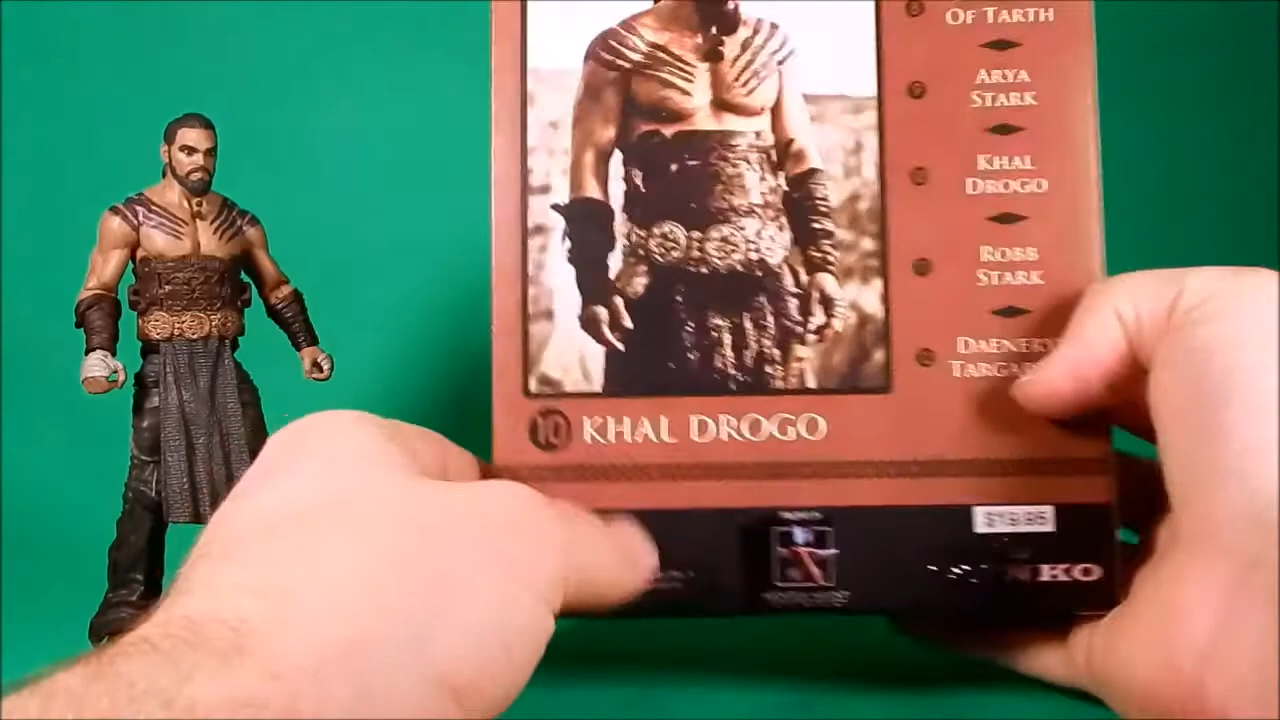 OF TARTH
ARYA
STARK
KHAL
DROGO
ROBB
STARK
10 KHAL DROGO
$19.95